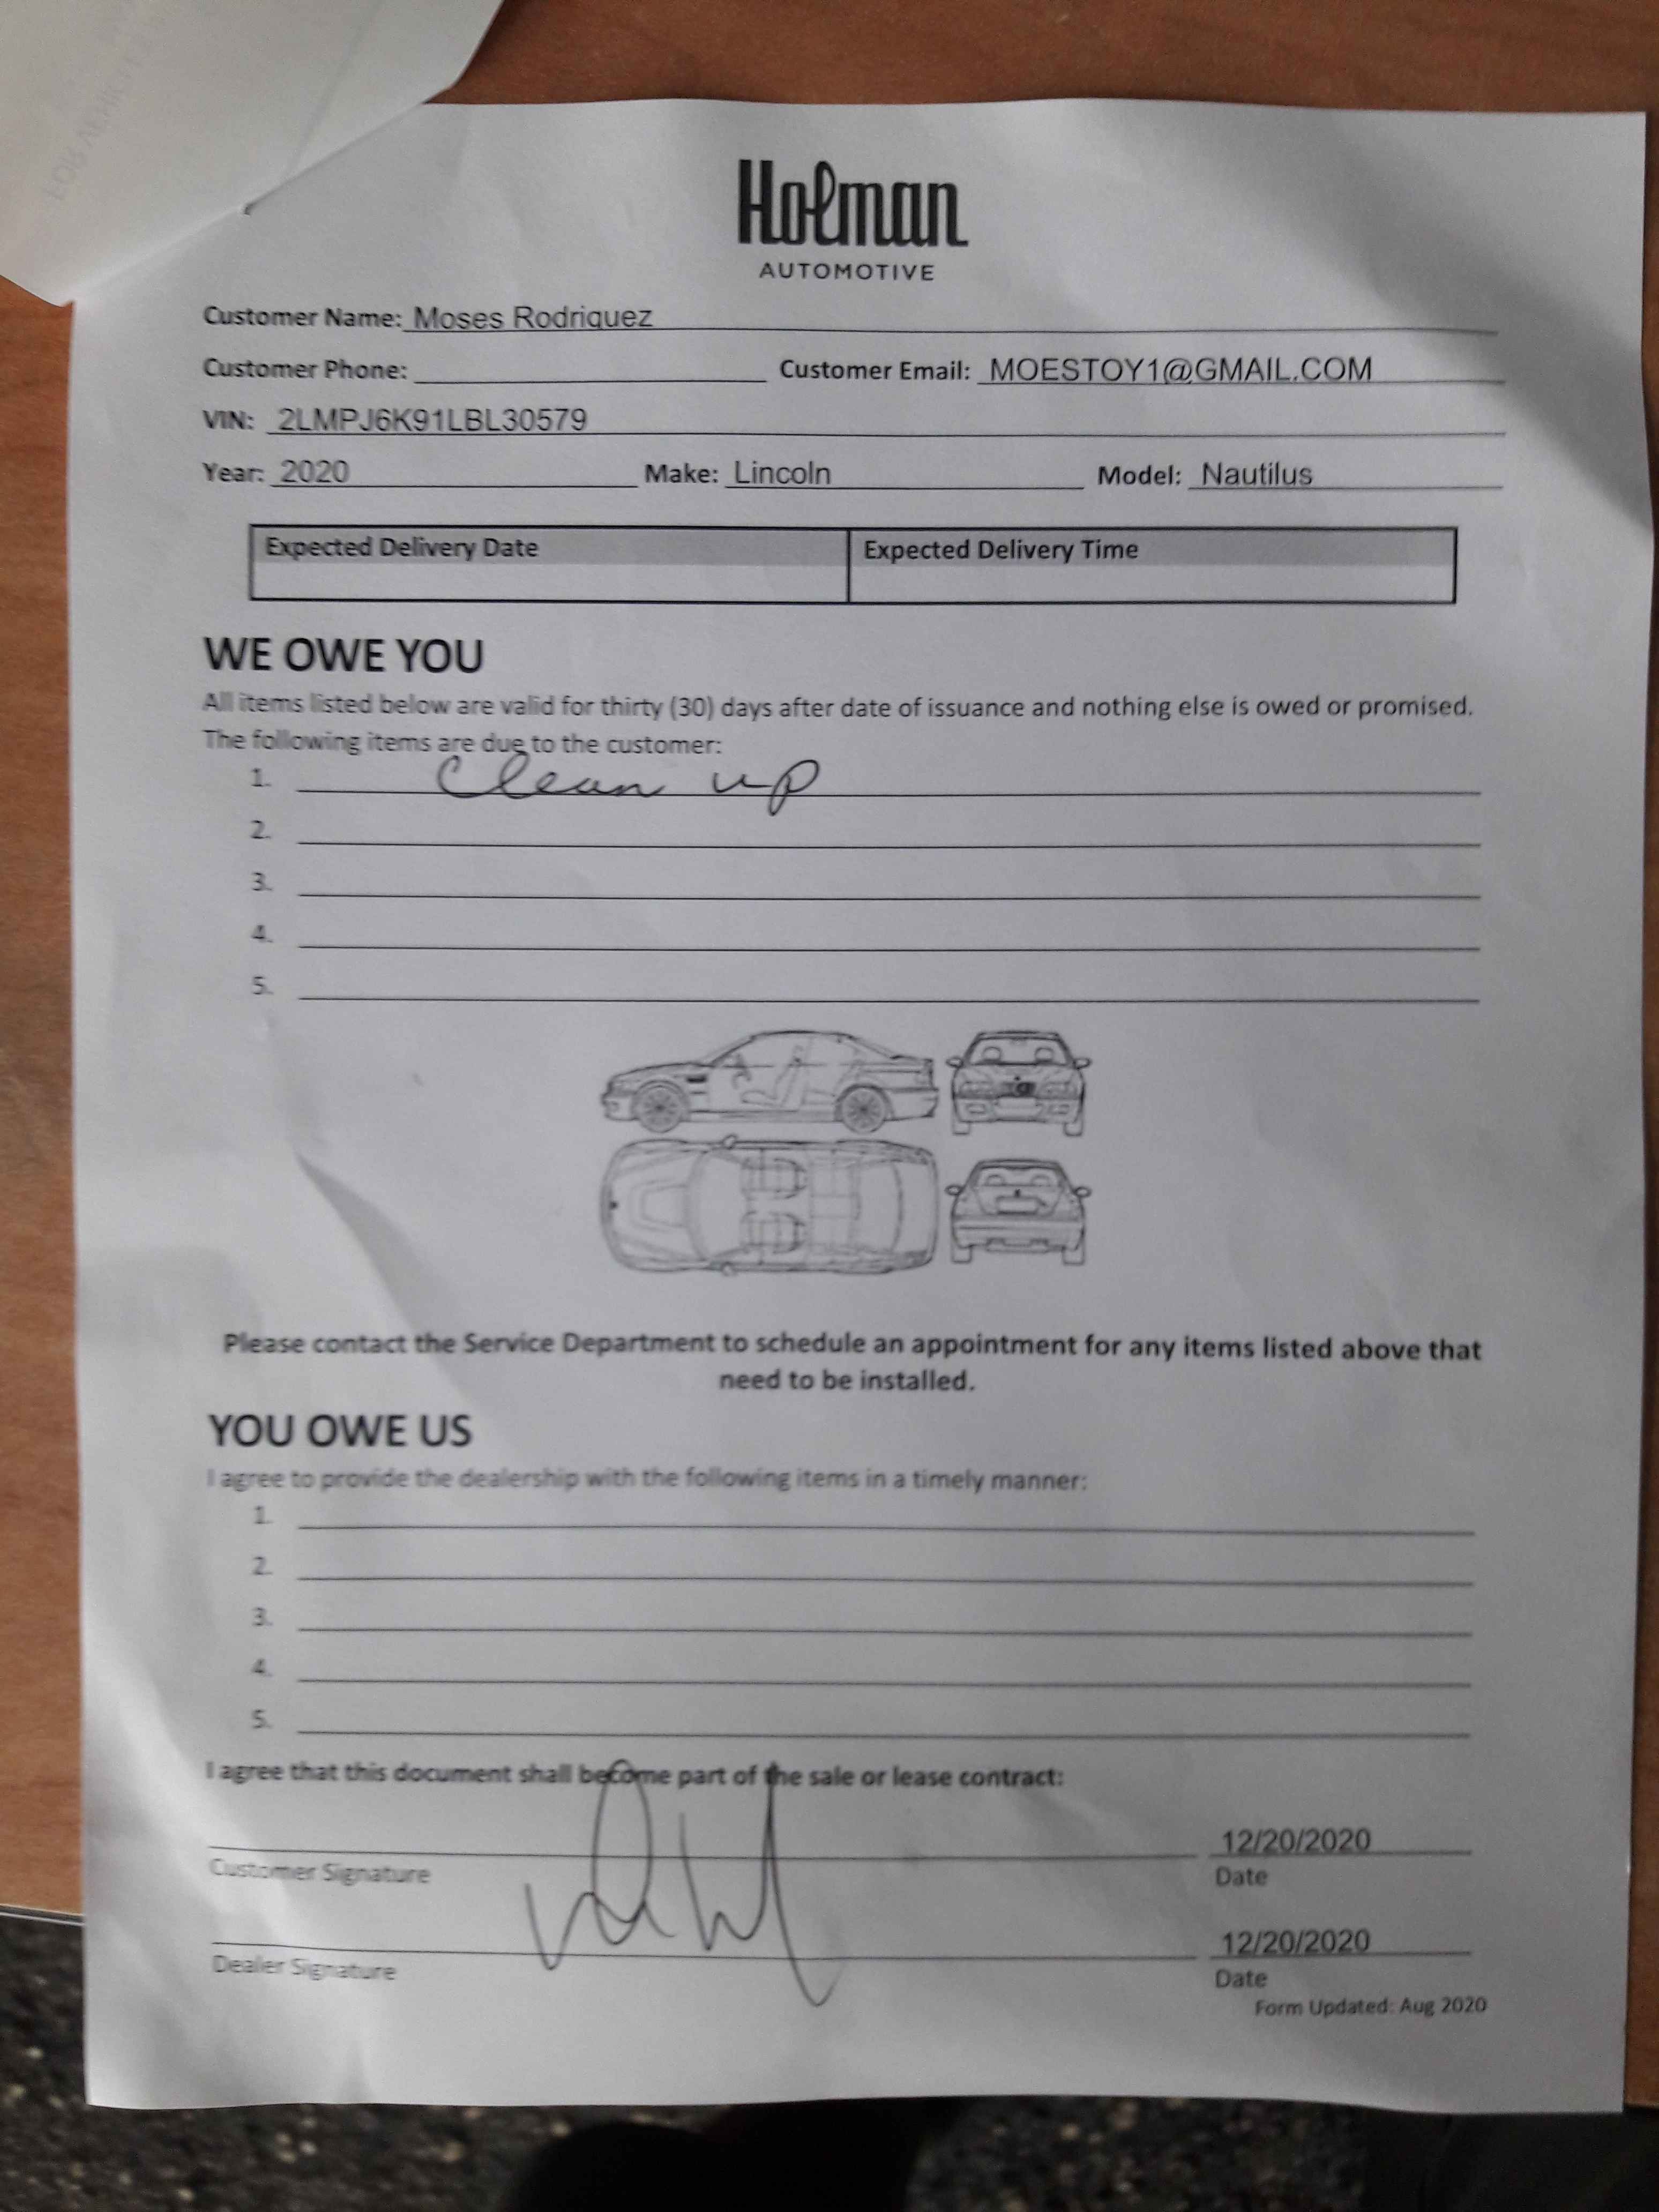 Holman
AUTOMOTIVE
Customer Name: Moses Rodriquez
Customer Phone: Customer Email: MOESTOY1@GMAIL.COM
VIN: 2LMPJ6K91LBL30579
Year: 2020 Make: Lincoln Model: Nautilus
Expected Delivery Date Expected Delivery Time
WE OWE YOU
All items listed below are valid for thirty (30) days after date of issuance and nothing else is owed or promised.
The following items are due to the customer:
1. Clean up
2.
3.
4.
5.
Please contact the Service Department to schedule an appointment for any items listed above that
need to be installed.
YOU OWE US
I agree to provide the dealership with the following items in a timely manner:
1.
2.
3.
4.
5.
I agree that this document shall become part of the sale or lease contract:
12/20/2020
Customer Signature Date
12/20/2020
Dealer Signature Date
Form Updated: Aug 2020